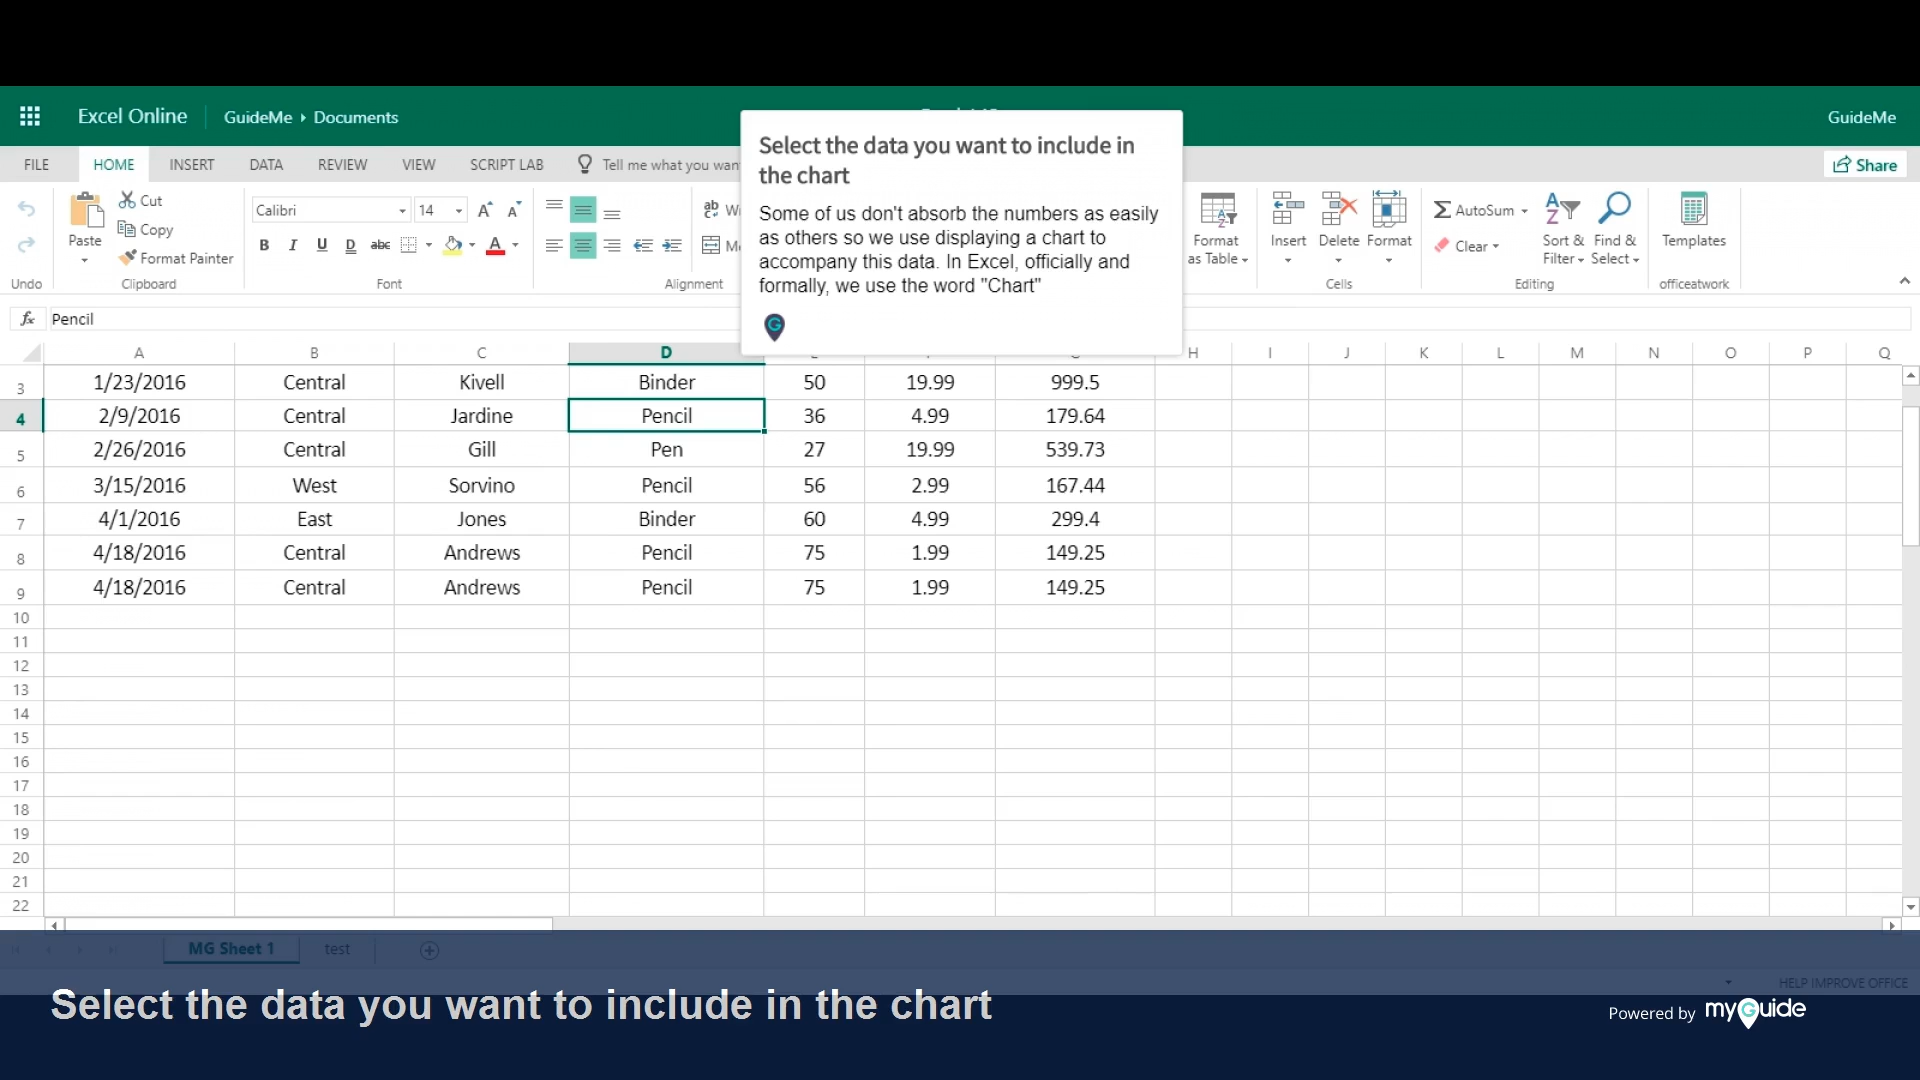 Excel Online GuideMe ▸ Documents GuideMe
FILE HOME INSERT DATA REVIEW VIEW SCRIPT LAB Tell me what you wan Share
Select the data you want to include in
the chart
Some of us don't absorb the numbers as easily
as others so we use displaying a chart to
accompany this data. In Excel, officially and
formally, we use the word "Chart"
Paste
Cut
Copy
Format Painter
Calibri 14
B I U D abc A
ab
Undo Clipboard Font Alignment
Format
as Table
Insert Delete Format
AutoSum
Clear
Sort &
Filter
Find &
Select
Templates
Cells Editing officeatwork
fx Pencil
A B C D H I J K L M N O P Q
3 1/23/2016 Central Kivell Binder 50 19.99 999.5
4 2/9/2016 Central Jardine Pencil 36 4.99 179.64
5 2/26/2016 Central Gill Pen 27 19.99 539.73
6 3/15/2016 West Sorvino Pencil 56 2.99 167.44
7 4/1/2016 East Jones Binder 60 4.99 299.4
8 4/18/2016 Central Andrews Pencil 75 1.99 149.25
9 4/18/2016 Central Andrews Pencil 75 1.99 149.25
10
11
12
13
14
15
16
17
18
19
20
21
22
MG Sheet 1 test
HELP IMPROVE OFFICE
Select the data you want to include in the chart
Powered by myGuide